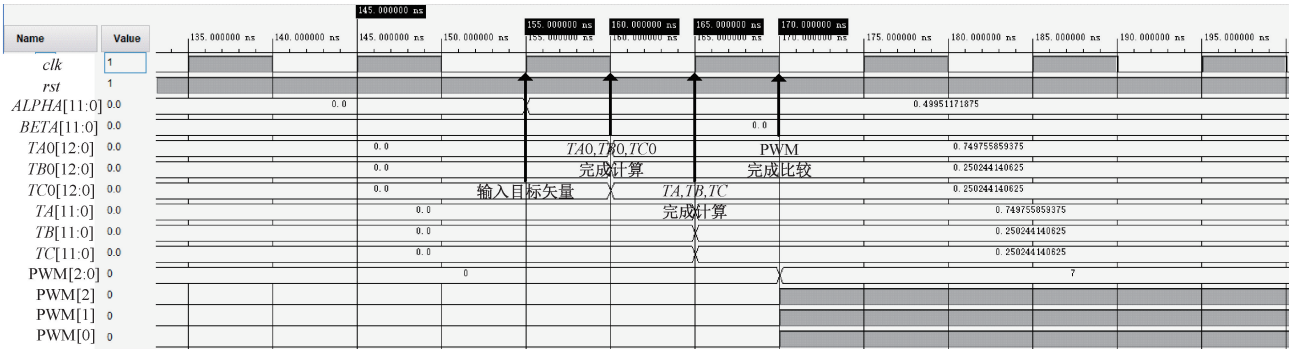 145.000000 ns
155.000000 ns 160.000000 ns 165.000000 ns 170.000000 ns
Name Value 135.000000 ns 140.000000 ns 145.000000 ns 150.000000 ns 155.000000 ns 160.000000 ns 165.000000 ns 170.000000 ns 175.000000 ns 180.000000 ns 185.000000 ns 190.000000 ns 195.000000 ns
clk 1
rst 1
ALPHA[11:0] 0.0 0.0 0.49951171875
BETA[11:0] 0.0 0.0
TA0[12:0] 0.0 0.0 TA0,TB0,TC0 PWM 0.749755859375
TB0[12:0] 0.0 0.0 完成计算 完成比较 0.250244140625
TC0[12:0] 0.0 0.0 输入目标矢量 TA,TB,TC 0.250244140625
TA[11:0] 0.0 0.0 完成计算 0.749755859375
TB[11:0] 0.0 0.0 0.250244140625
TC[11:0] 0.0 0.0 0.250244140625
PWM[2:0] 0 0 7
PWM[2] 0
PWM[1] 0
PWM[0] 0